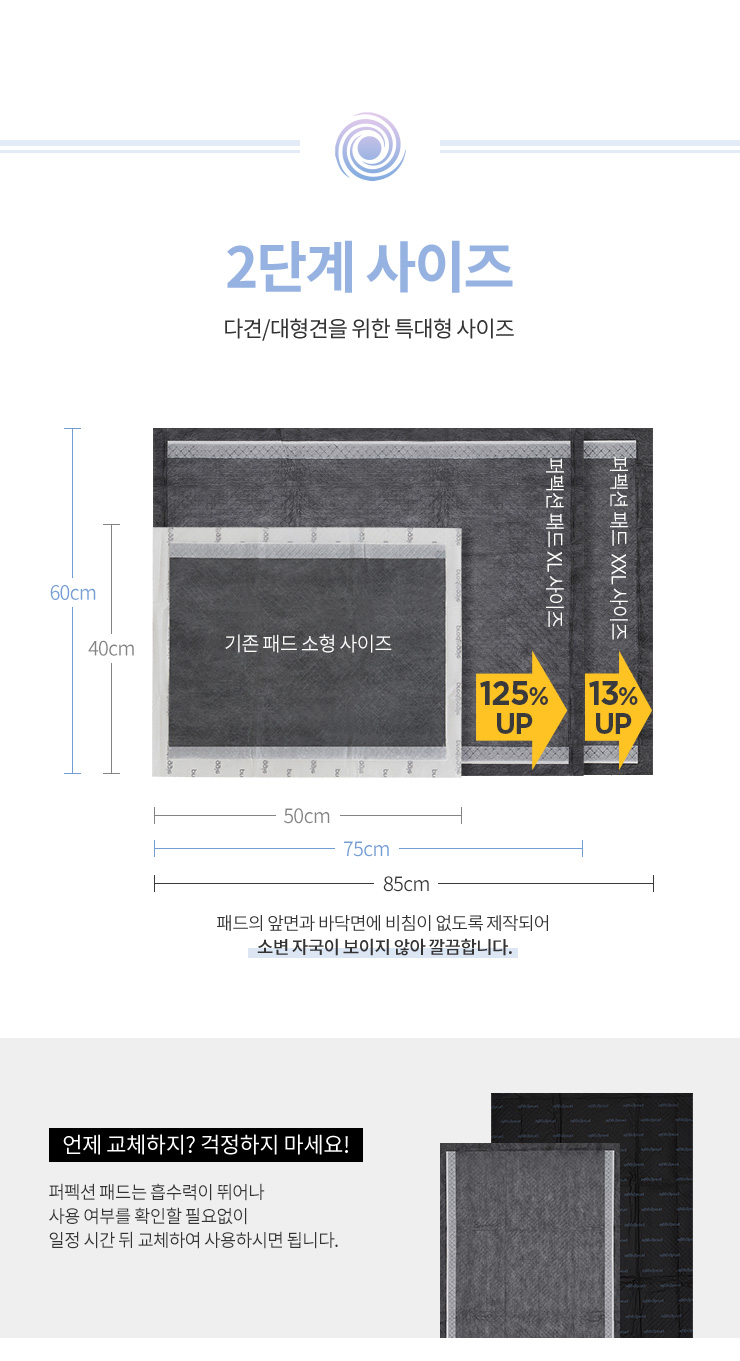 2단계 사이즈
다견/대형견을 위한 특대형 사이즈
퍼펙션 패드 XL 사이즈
퍼펙션 패드 XXL 사이즈
60cm
40cm
기존 패드 소형 사이즈
125%
UP
13%
UP
50cm
75cm
85cm
패드의 앞면과 바닥면에 비침이 없도록 제작되어
소변 자국이 보이지 않아 깔끔합니다.
언제 교체하지? 걱정하지 마세요!
퍼펙션 패드는 흡수력이 뛰어나
사용 여부를 확인할 필요없이
일정 시간 뒤 교체하여 사용하시면 됩니다.